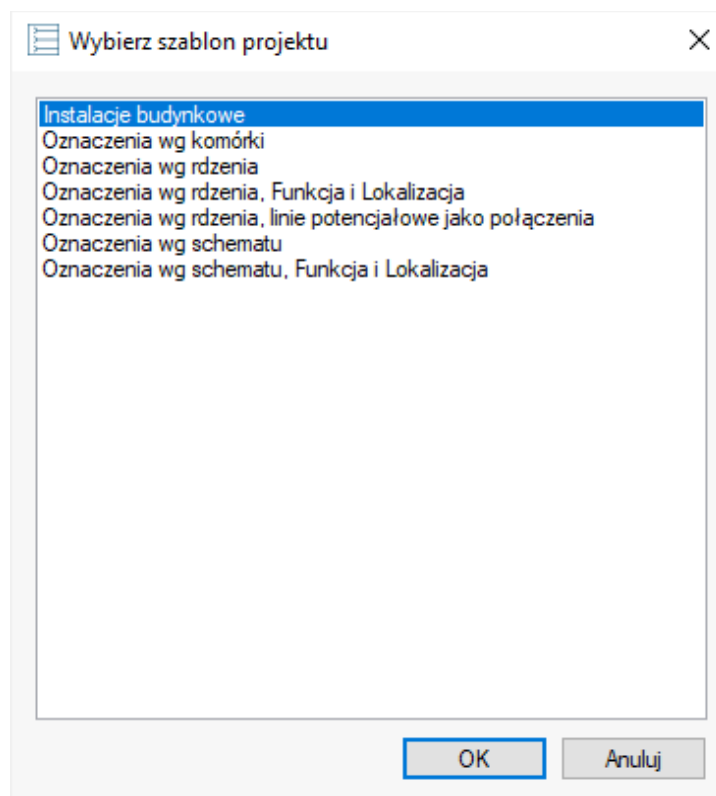 Wybierz szablon projektu
Instalacje budynkowe
Oznaczenia wg komórki
Oznaczenia wg rdzenia
Oznaczenia wg rdzenia, Funkcja i Lokalizacja
Oznaczenia wg rdzenia, linie potencjałowe jako połączenia
Oznaczenia wg schematu
Oznaczenia wg schematu, Funkcja i Lokalizacja
OK Anuluj